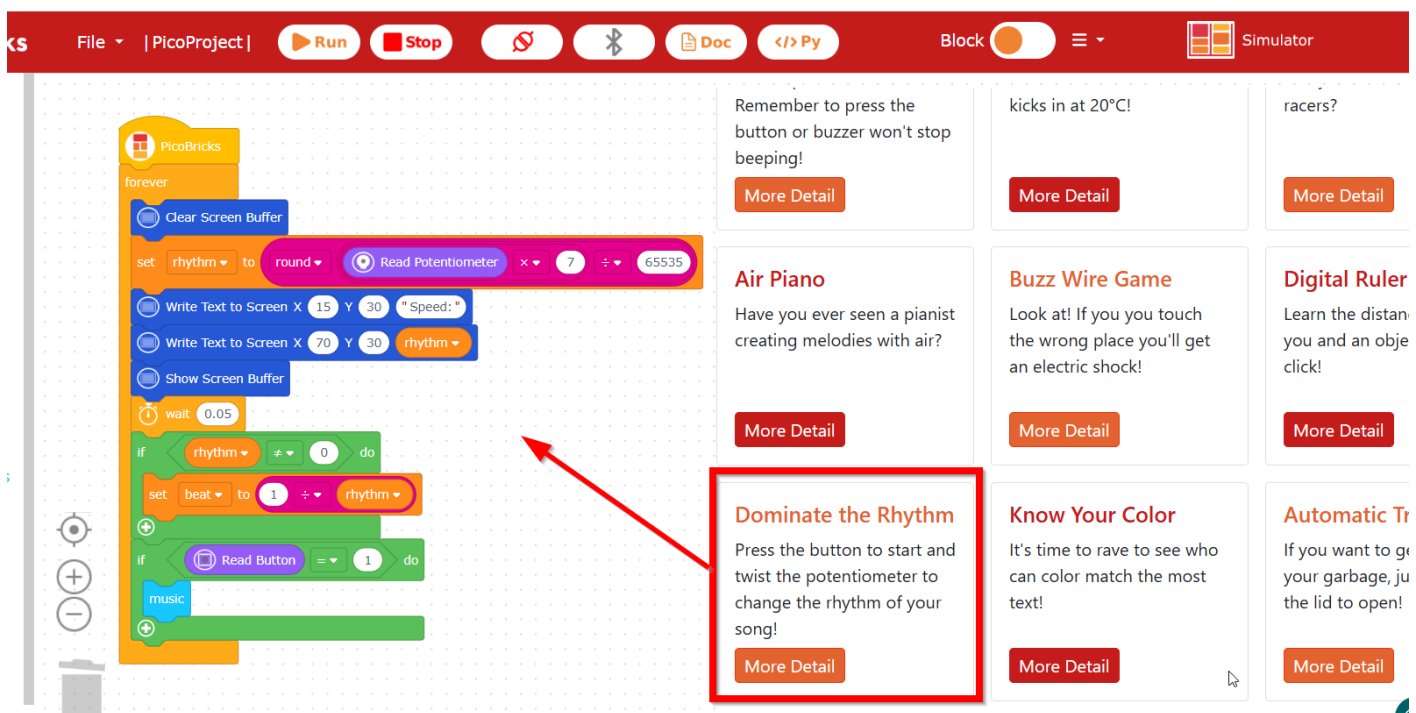 File |PicoProject| Run Stop Doc </> Py Block Simulator
PicoBricks
forever
Clear Screen Buffer
set rhythm to round Read Potentiometer × 7 ÷ 65535
Write Text to Screen X 15 Y 30 "Speed:"
Write Text to Screen X 70 Y 30 rhythm
Show Screen Buffer
wait 0.05
if rhythm ≠ 0 do
set beat to 1 ÷ rhythm
if Read Button = 1 do
music
Remember to press the
button or buzzer won't stop
beeping!
More Detail
kicks in at 20°C!
More Detail
racers?
More Detail
Air Piano
Have you ever seen a pianist
creating melodies with air?
More Detail
Buzz Wire Game
Look at! If you you touch
the wrong place you'll get
an electric shock!
More Detail
Digital Ruler
Learn the distan
you and an obje
click!
More Detail
Dominate the Rhythm
Press the button to start and
twist the potentiometer to
change the rhythm of your
song!
More Detail
Know Your Color
It's time to rave to see who
can color match the most
text!
More Detail
Automatic Tr
If you want to ge
your garbage, ju
the lid to open!
More Detail